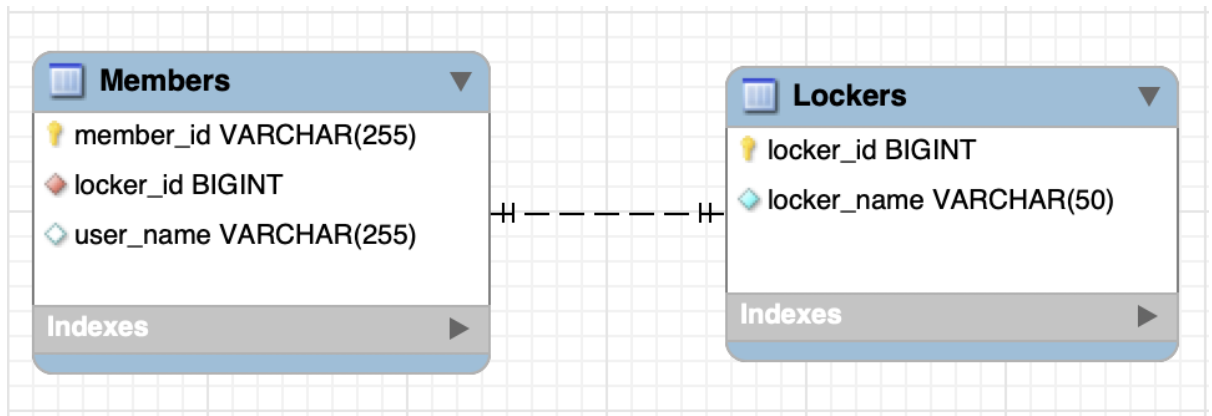 Members
member_id VARCHAR(255)
locker_id BIGINT
user_name VARCHAR(255)
Indexes
Lockers
locker_id BIGINT
locker_name VARCHAR(50)
Indexes